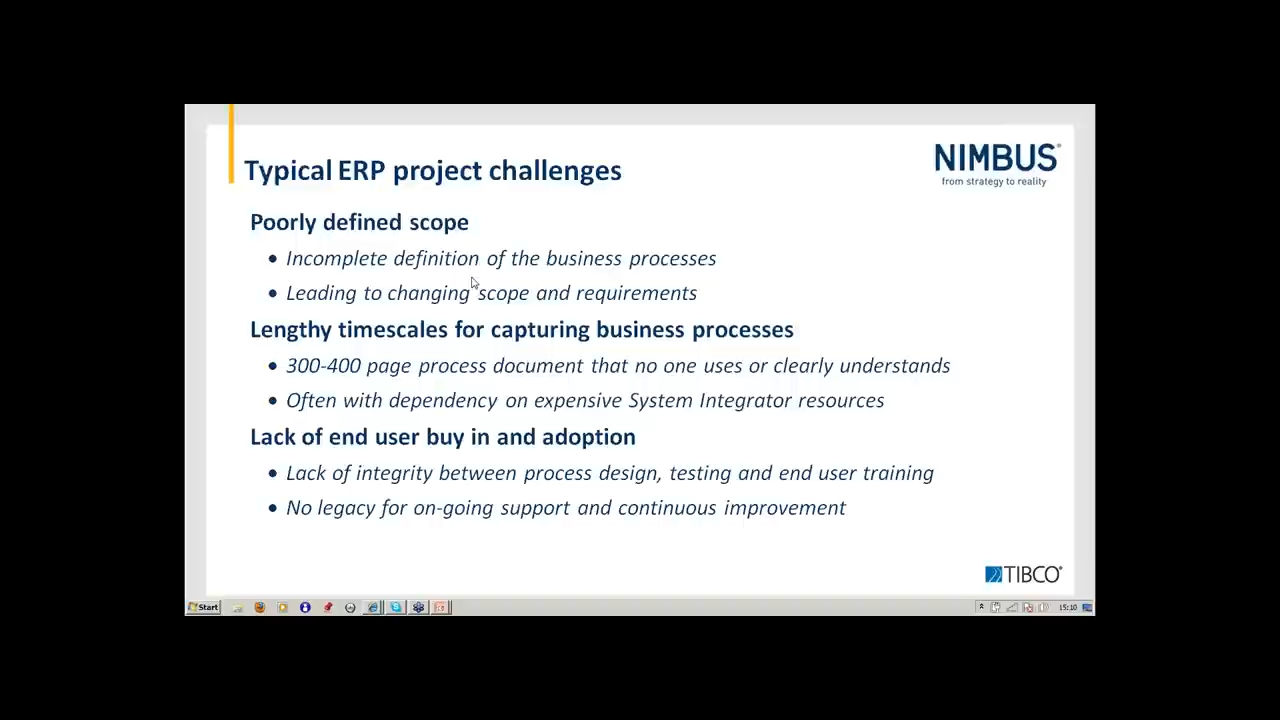 Typical ERP project challenges
NIMBUS®
from strategy to reality
Poorly defined scope
• Incomplete definition of the business processes
• Leading to changing scope and requirements
Lengthy timescales for capturing business processes
• 300-400 page process document that no one uses or clearly understands
• Often with dependency on expensive System Integrator resources
Lack of end user buy in and adoption
• Lack of integrity between process design, testing and end user training
• No legacy for on-going support and continuous improvement
TIBCO®
Start
15:10